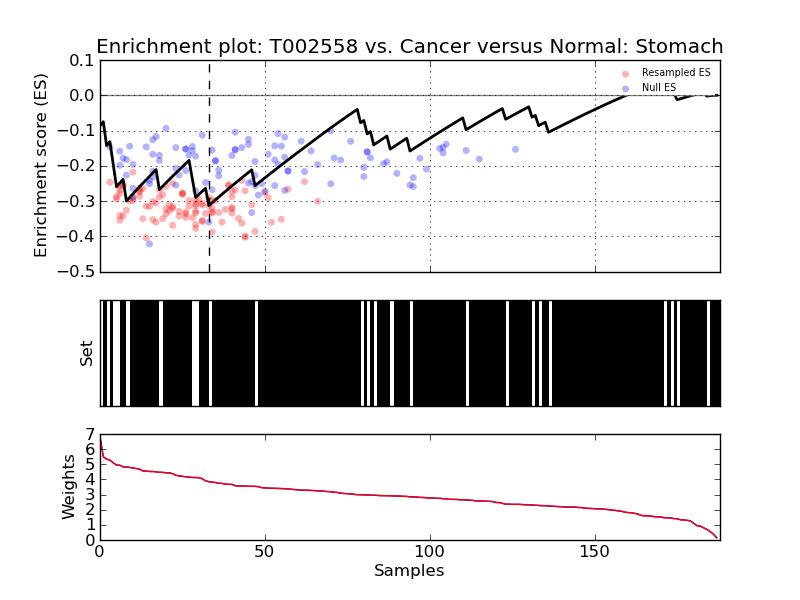 Enrichment plot: T002558 vs. Cancer versus Normal: Stomach
Enrichment score (ES)
0.1
0.0
−0.1
−0.2
−0.3
−0.4
−0.5
Resampled ES
Null ES
Set
Weights
7
6
5
4
3
2
1
0
0 50 100 150
Samples